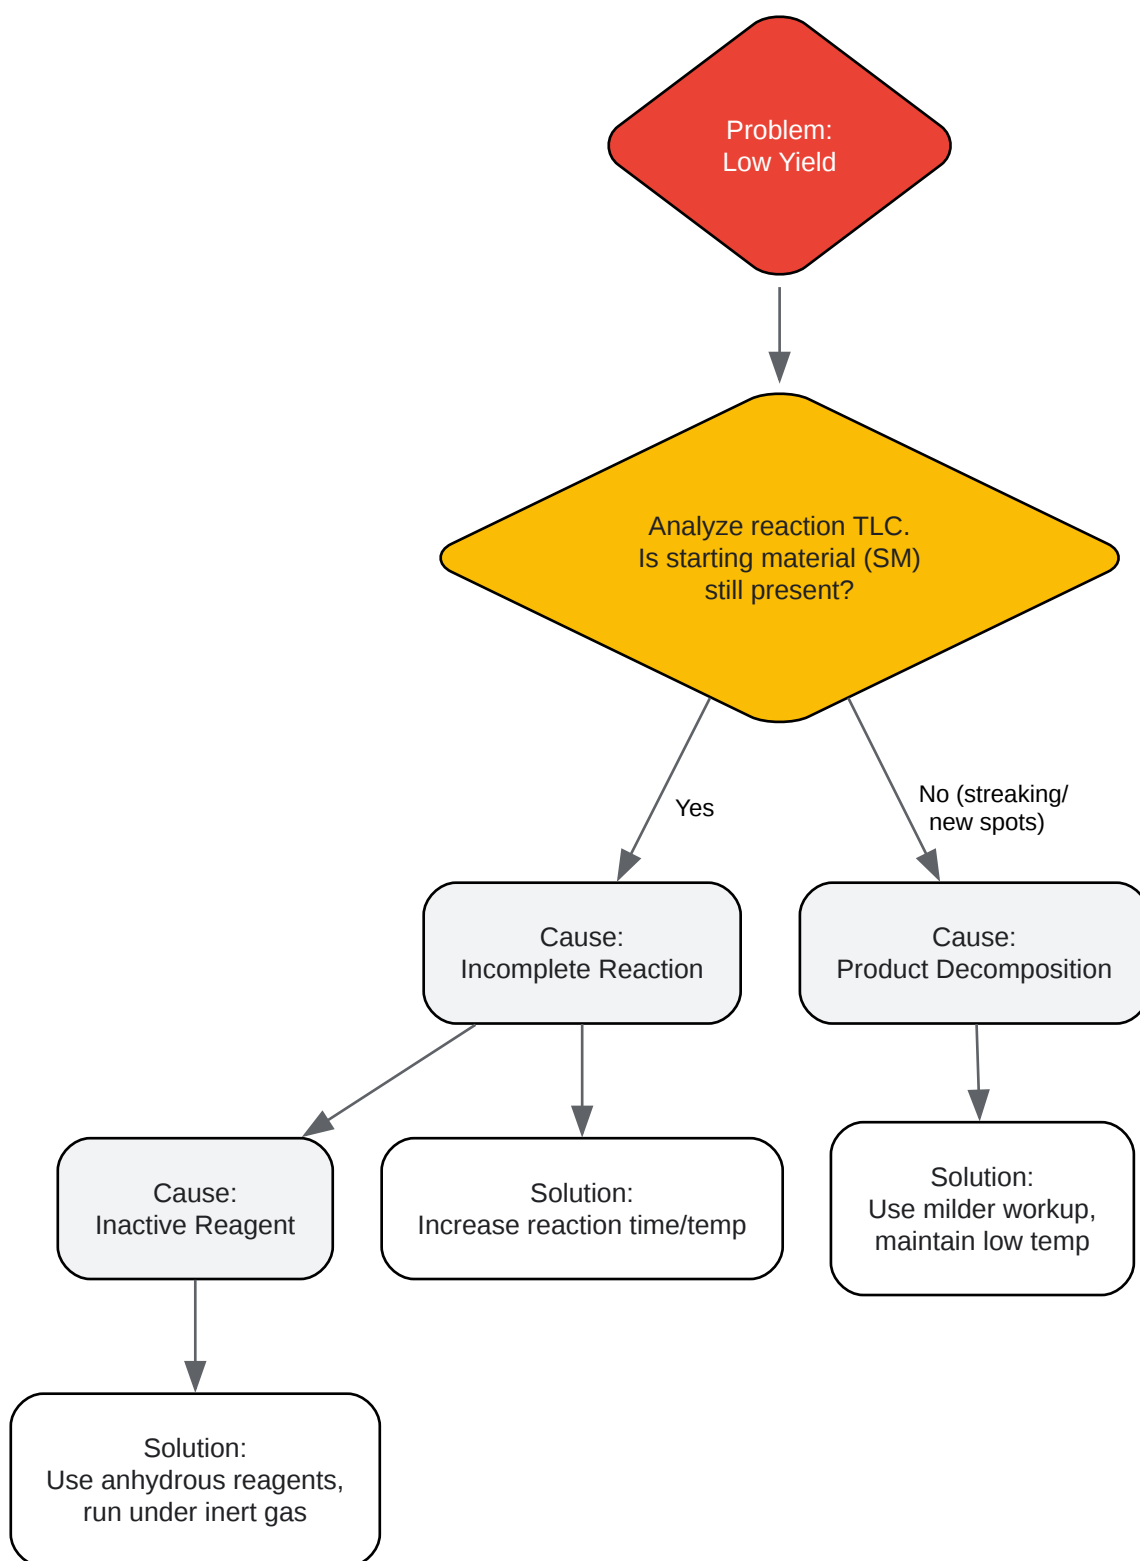 Problem:
Low Yield
Analyze reaction TLC.
Is starting material (SM)
still present?
Yes
No (streaking/
new spots)
Cause:
Incomplete Reaction
Cause:
Product Decomposition
Cause:
Inactive Reagent
Solution:
Increase reaction time/temp
Solution:
Use milder workup,
maintain low temp
Solution:
Use anhydrous reagents,
run under inert gas